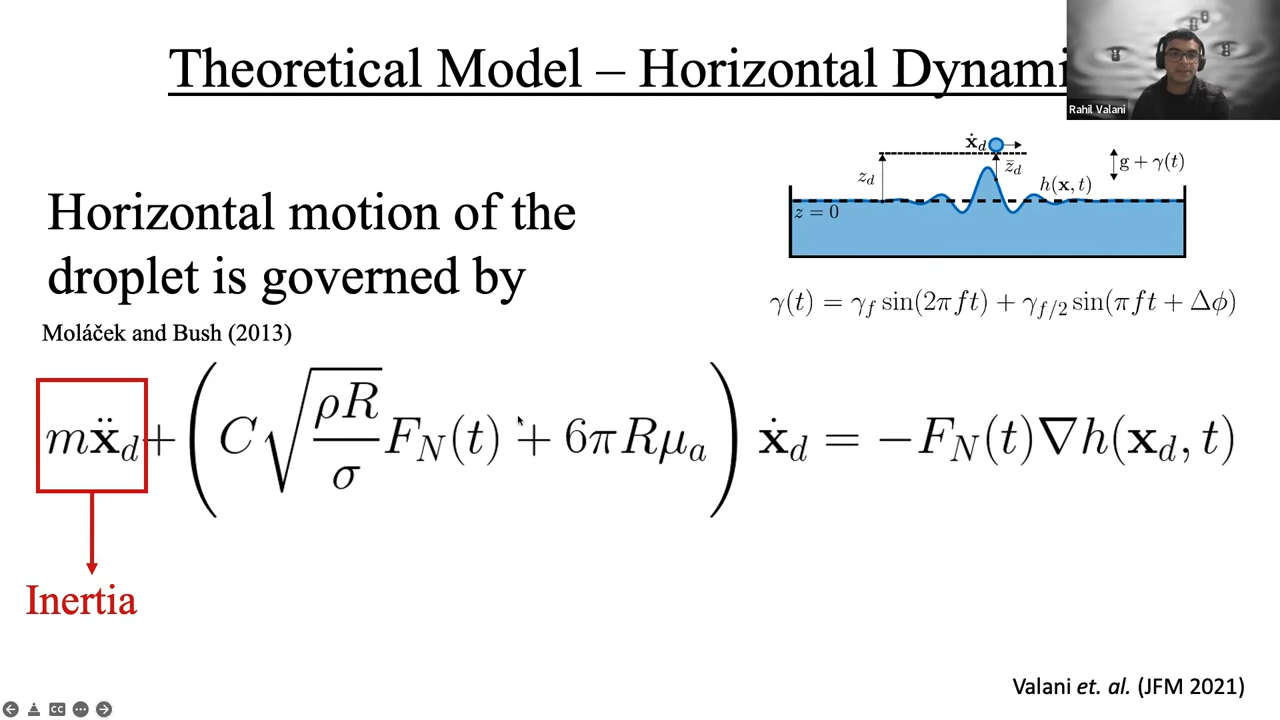 Theoretical Model – Horizontal Dynami
Rahil Valani
ẋ_d
z_d
z̄_d
g + γ(t)
h(x, t)
z = 0
Horizontal motion of the
droplet is governed by
γ(t) = γ_f sin(2πft) + γ_{f/2} sin(πft + Δϕ)
Moláček and Bush (2013)
mẍ_d + (C√(ρR/σ) F_N(t) + 6πRμ_a) ẋ_d = −F_N(t)∇h(x_d, t)
Inertia
Valani et. al. (JFM 2021)
CC